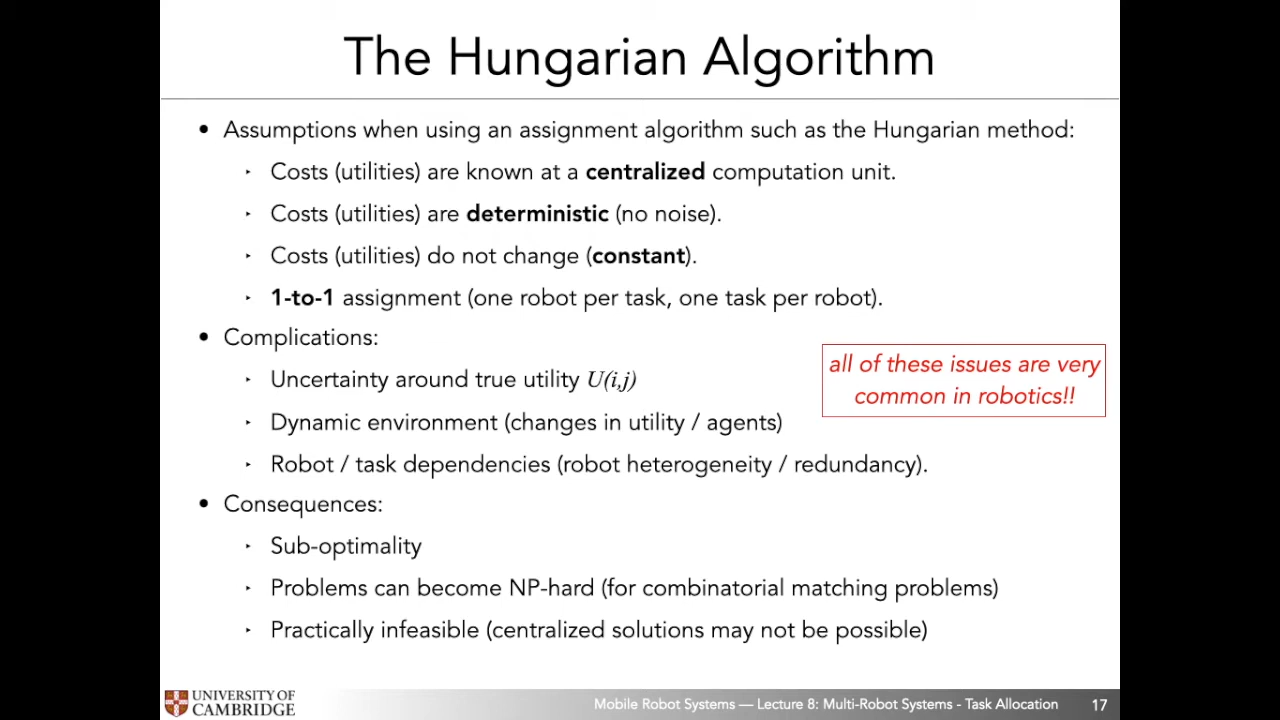 The Hungarian Algorithm
• Assumptions when using an assignment algorithm such as the Hungarian method:
‣ Costs (utilities) are known at a centralized computation unit.
‣ Costs (utilities) are deterministic (no noise).
‣ Costs (utilities) do not change (constant).
‣ 1-to-1 assignment (one robot per task, one task per robot).
• Complications:
‣ Uncertainty around true utility U(i,j)
‣ Dynamic environment (changes in utility / agents)
‣ Robot / task dependencies (robot heterogeneity / redundancy).
all of these issues are very
common in robotics!!
• Consequences:
‣ Sub-optimality
‣ Problems can become NP-hard (for combinatorial matching problems)
‣ Practically infeasible (centralized solutions may not be possible)
UNIVERSITY OF
CAMBRIDGE
Mobile Robot Systems — Lecture 8: Multi-Robot Systems - Task Allocation 17